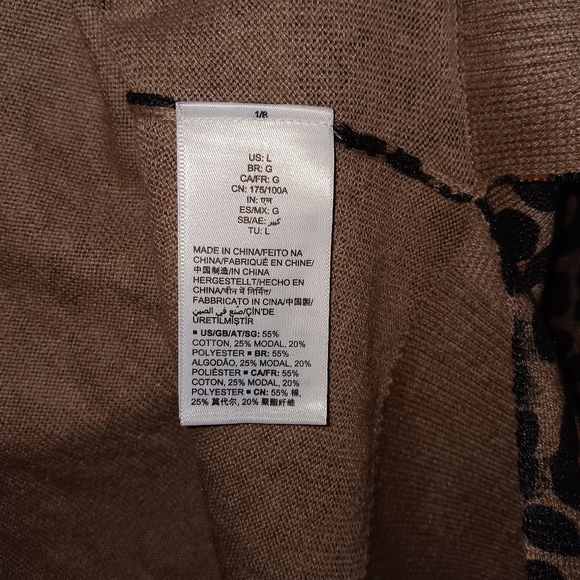 1/8
US: L
BR: G
CA/FR: G
CN: 175/100A
IN: एल
ES/MX: G
SB/AE: كبير
TU: L
MADE IN CHINA/FEITO NA
CHINA/FABRIQUÉ EN CHINE/
中国制造/IN CHINA
HERGESTELLT/HECHO EN
CHINA/चीन में निर्मित/
FABBRICATO IN CINA/中国製/
صنع في الصين/ÇİN'DE
ÜRETİLMİŞTİR
■ US/GB/AT/SG: 55%
COTTON, 25% MODAL, 20%
POLYESTER ■ BR: 55%
ALGODÃO, 25% MODAL, 20%
POLIÉSTER ■ CA/FR: 55%
COTON, 25% MODAL, 20%
POLYESTER ■ CN: 55% 棉,
25% 莫代尔, 20% 聚酯纤维